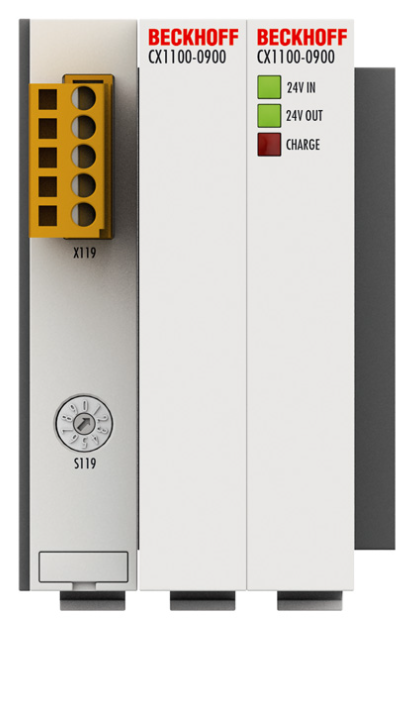 BECKHOFF
CX1100-0900
BECKHOFF
CX1100-0900
24V IN
24V OUT
CHARGE
X119
S119